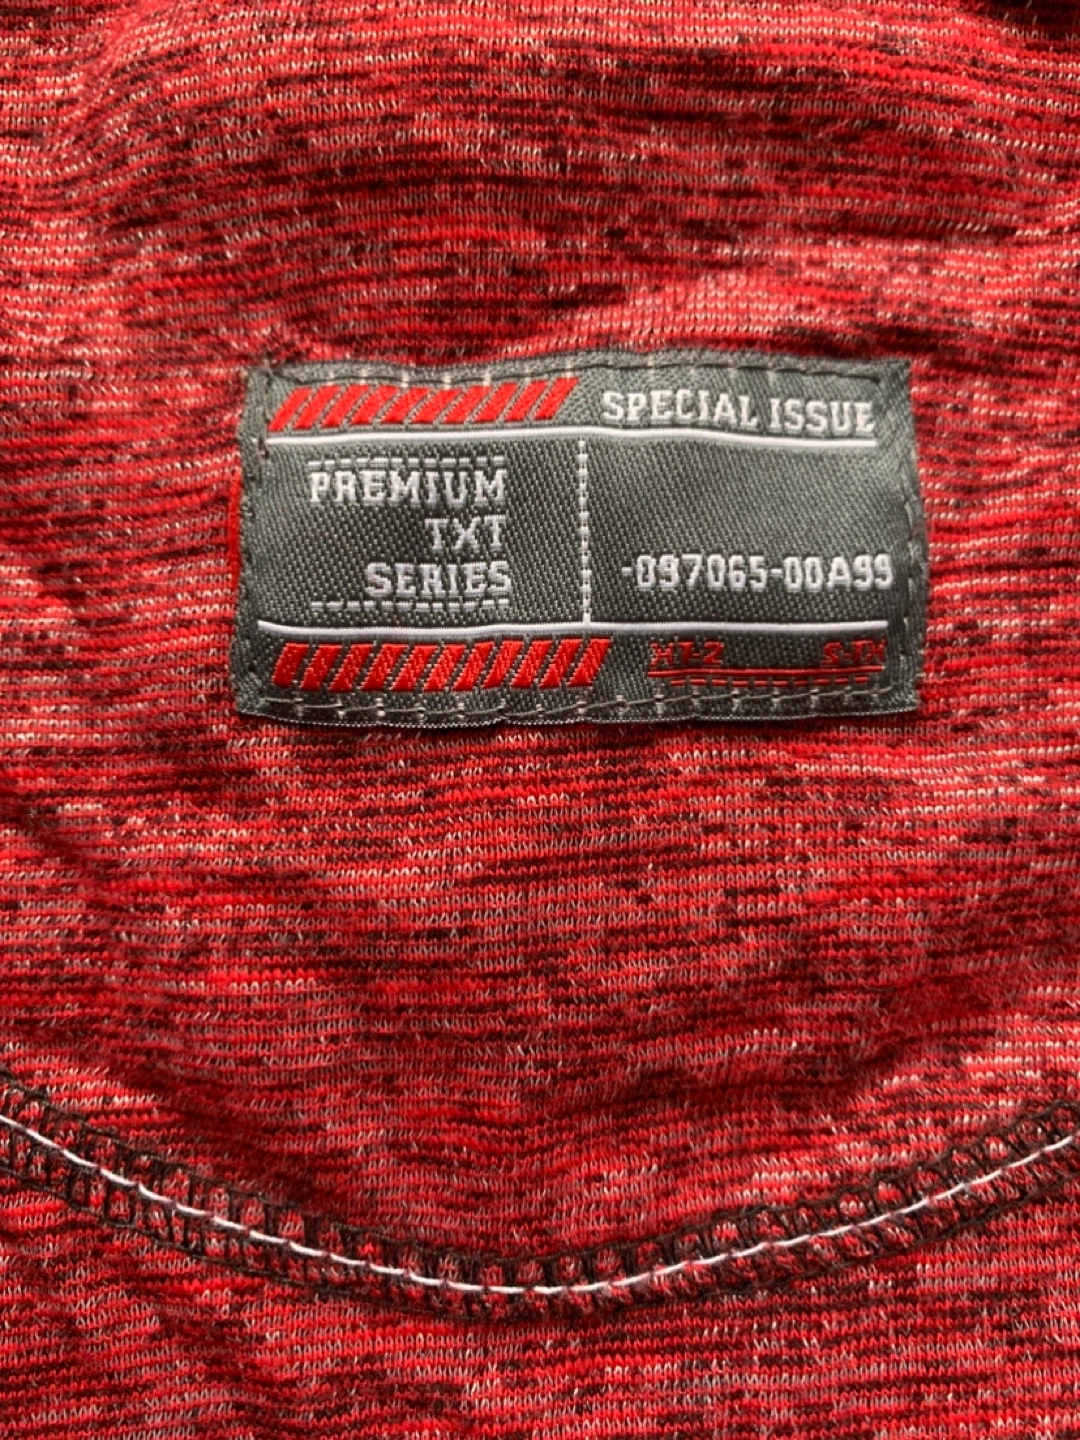 SPECIAL ISSUE
PREMIUM
TXT
SERIES
-097065-00A99